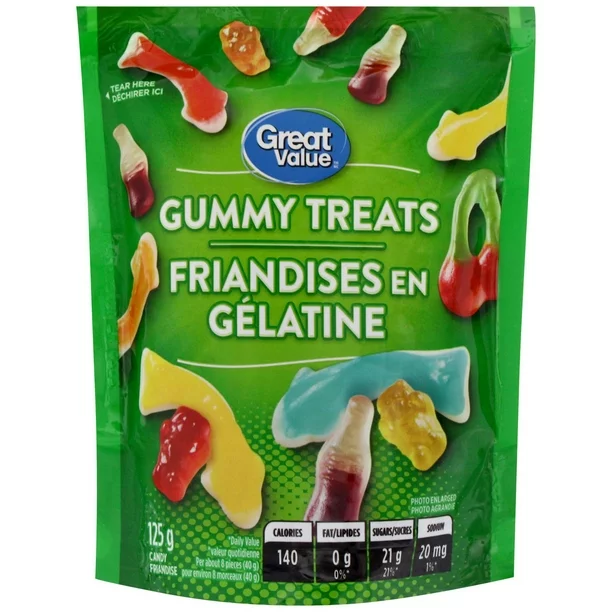 TEAR HERE
DÉCHIRER ICI
Great
Value
GUMMY TREATS
FRIANDISES EN
GÉLATINE
PHOTO ENLARGED
PHOTO AGRANDIE
125 g
CANDY
FRIANDISE
*Daily Value
*valeur quotidienne
Per about 8 pieces (40 g)
pour environ 8 morceaux (40 g)
CALORIES
140
FAT/LIPIDES
0 g
0%*
SUGARS/SUCRES
21 g
21%*
SODIUM
20 mg
1%*